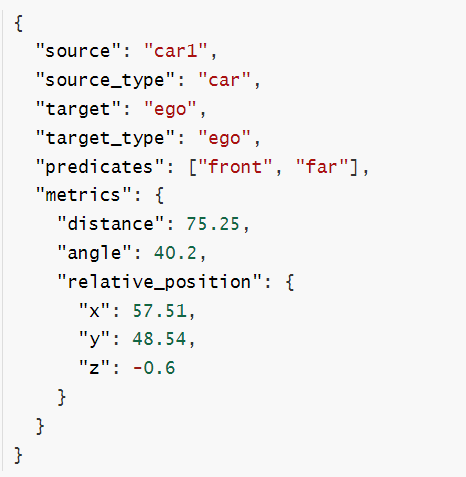 {
  "source": "car1",
  "source_type": "car",
  "target": "ego",
  "target_type": "ego",
  "predicates": ["front", "far"],
  "metrics": {
    "distance": 75.25,
    "angle": 40.2,
    "relative_position": {
      "x": 57.51,
      "y": 48.54,
      "z": -0.6
    }
  }
}